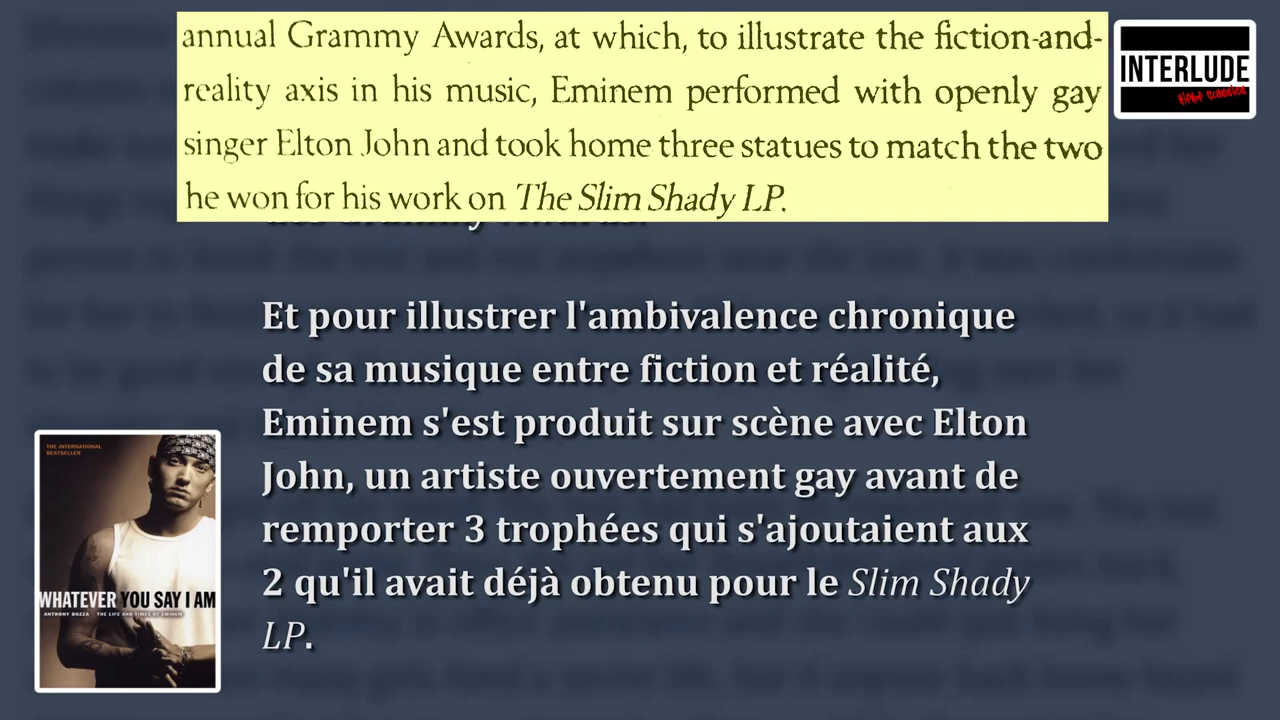 annual Grammy Awards, at which, to illustrate the fiction-and-
reality axis in his music, Eminem performed with openly gay
singer Elton John and took home three statues to match the two
he won for his work on The Slim Shady LP.
INTERLUDE
des Grammy Awards.
Et pour illustrer l'ambivalence chronique
de sa musique entre fiction et réalité,
Eminem s'est produit sur scène avec Elton
John, un artiste ouvertement gay avant de
remporter 3 trophées qui s'ajoutaient aux
2 qu'il avait déjà obtenu pour le Slim Shady
LP.
THE INTERNATIONAL
BESTSELLER
WHATEVER YOU SAY I AM
ANTHONY BOZZA THE LIFE AND TIMES OF EMINEM